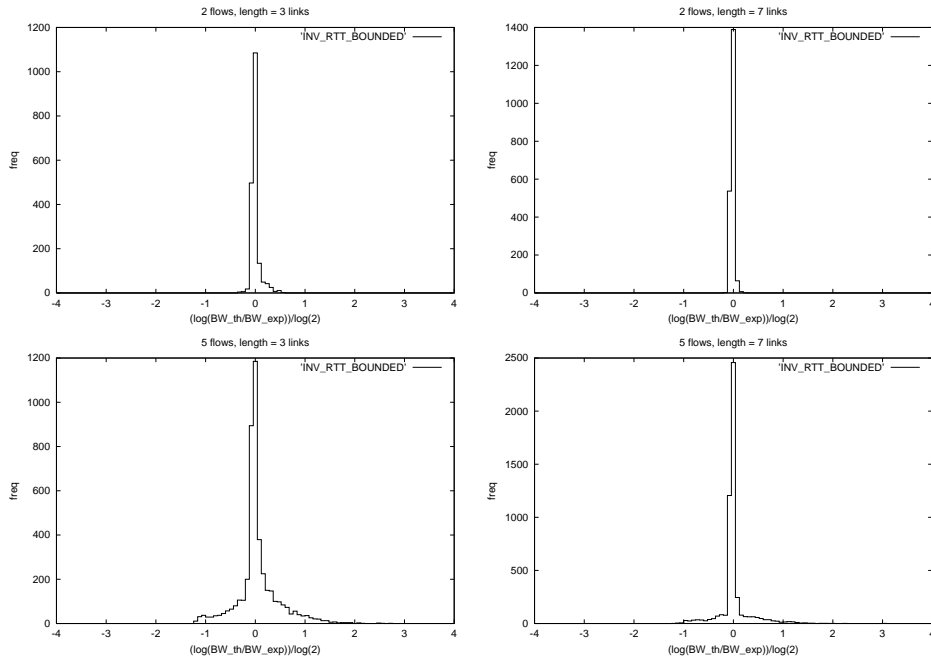 2 flows, length = 3 links
'INV_RTT_BOUNDED'
1200
1000
800
600
400
200
0
freq
-4 -3 -2 -1 0 1 2 3 4
(log(BW_th/BW_exp))/log(2)
2 flows, length = 7 links
'INV_RTT_BOUNDED'
1400
1200
1000
800
600
400
200
0
freq
-4 -3 -2 -1 0 1 2 3 4
(log(BW_th/BW_exp))/log(2)
5 flows, length = 3 links
'INV_RTT_BOUNDED'
1200
1000
800
600
400
200
0
freq
-4 -3 -2 -1 0 1 2 3 4
(log(BW_th/BW_exp))/log(2)
5 flows, length = 7 links
'INV_RTT_BOUNDED'
2500
2000
1500
1000
500
0
freq
-4 -3 -2 -1 0 1 2 3 4
(log(BW_th/BW_exp))/log(2)